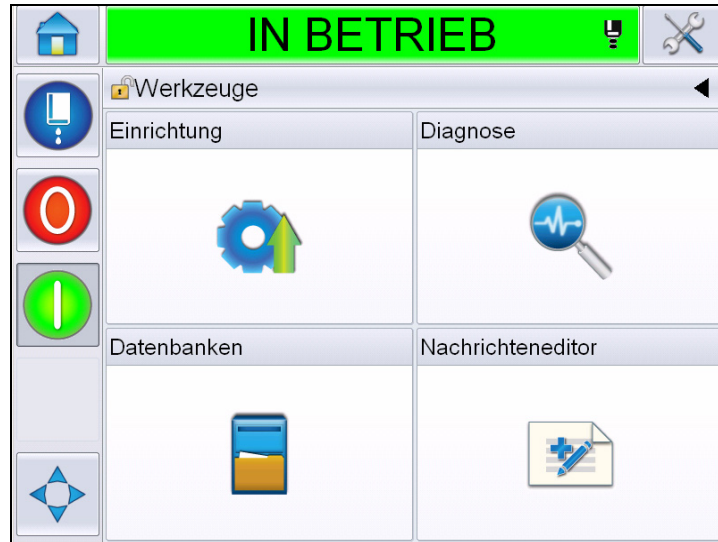 IN BETRIEB
Werkzeuge
Einrichtung
Diagnose
Datenbanken
Nachrichteneditor